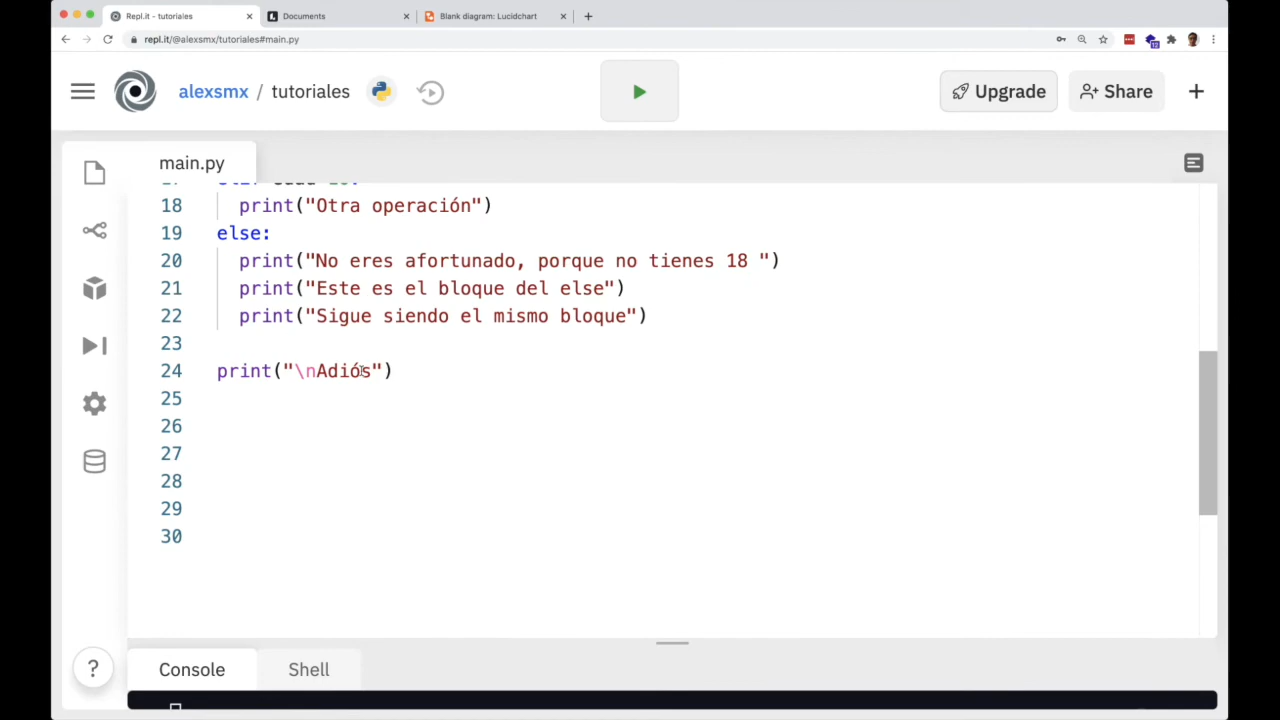 Repl.it - tutoriales
Documents
Blank diagram: Lucidchart
repl.it/@alexsmx/tutoriales#main.py
alexsmx / tutoriales
Upgrade
Share
main.py
18 print("Otra operación")
19 else:
20 print("No eres afortunado, porque no tienes 18 ")
21 print("Este es el bloque del else")
22 print("Sigue siendo el mismo bloque")
23
24 print("\nAdiós")
25
26
27
28
29
30
?
Console
Shell